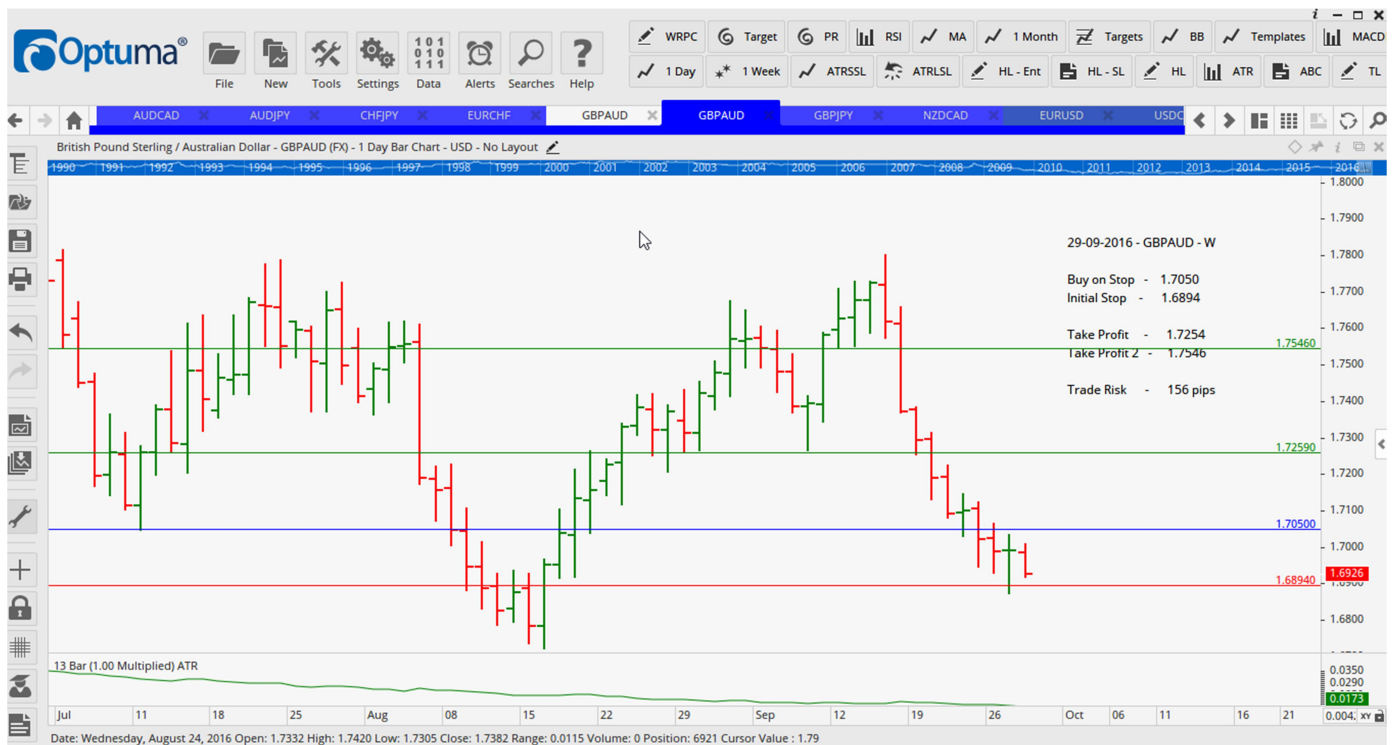 i
Optuma®
File New Tools Settings Data Alerts Searches Help
WRPC Target PR RSI MA 1 Month Targets BB Templates MACD
1 Day 1 Week ATRSSL ATRLSL HL - Ent HL - SL HL ATR ABC TL
AUDCAD AUDJPY CHFJPY EURCHF GBPAUD GBPAUD GBPJPY NZDCAD EURUSD USDC
British Pound Sterling / Australian Dollar - GBPAUD (FX) - 1 Day Bar Chart - USD - No Layout
1990 1991 1992 1993 1994 1995 1996 1997 1998 1999 2000 2001 2002 2003 2004 2005 2006 2007 2008 2009 2010 2011 2012 2013 2014 2015 2016
1.8000
1.7900
29-09-2016 - GBPAUD - W
1.7800
Buy on Stop - 1.7050
1.7700
Initial Stop - 1.6894
1.7600
Take Profit - 1.7254
1.75460
Take Profit 2 - 1.7546
1.7500
Trade Risk - 156 pips
1.7400
1.7300
1.72590
1.7200
1.7100
1.70500
1.7000
1.6926
1.68940
1.6800
13 Bar (1.00 Multiplied) ATR
0.0350
0.0290
0.0173
Jul 11 18 25 Aug 08 15 22 29 Sep 12 19 26 Oct 06 11 16 21 0.004. XY
Date: Wednesday, August 24, 2016 Open: 1.7332 High: 1.7420 Low: 1.7305 Close: 1.7382 Range: 0.0115 Volume: 0 Position: 6921 Cursor Value : 1.79